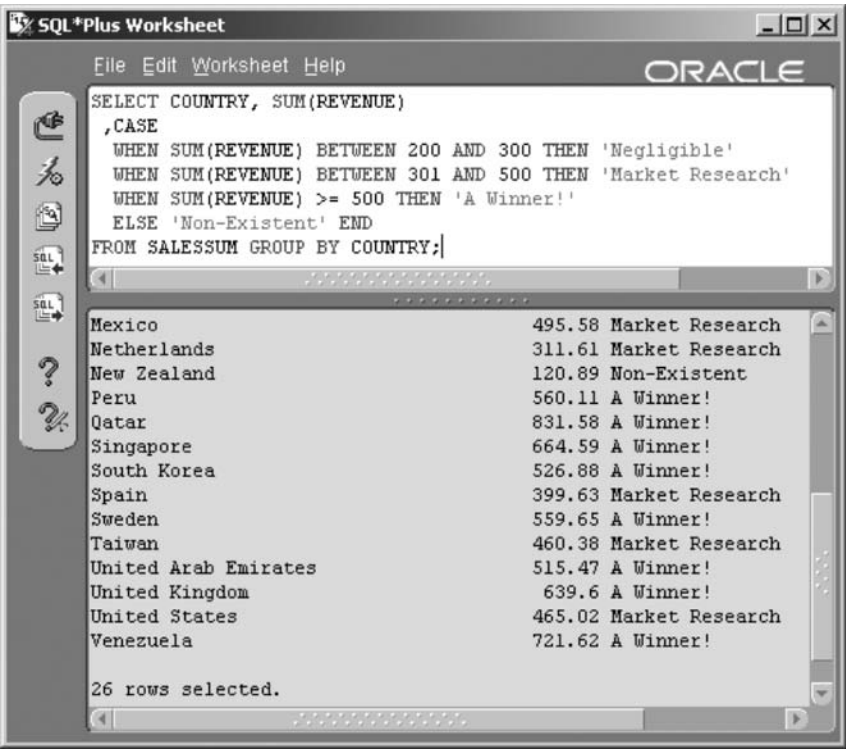 SQL*Plus Worksheet
File Edit Worksheet Help
ORACLE
SELECT COUNTRY, SUM(REVENUE)
,CASE
WHEN SUM(REVENUE) BETWEEN 200 AND 300 THEN 'Negligible'
WHEN SUM(REVENUE) BETWEEN 301 AND 500 THEN 'Market Research'
WHEN SUM(REVENUE) >= 500 THEN 'A Winner!'
ELSE 'Non-Existent' END
FROM SALESSUM GROUP BY COUNTRY;
SQL
SQL
Mexico 495.58 Market Research
Netherlands 311.61 Market Research
New Zealand 120.89 Non-Existent
Peru 560.11 A Winner!
Qatar 831.58 A Winner!
Singapore 664.59 A Winner!
South Korea 526.88 A Winner!
Spain 399.63 Market Research
Sweden 559.65 A Winner!
Taiwan 460.38 Market Research
United Arab Emirates 515.47 A Winner!
United Kingdom 639.6 A Winner!
United States 465.02 Market Research
Venezuela 721.62 A Winner!
26 rows selected.